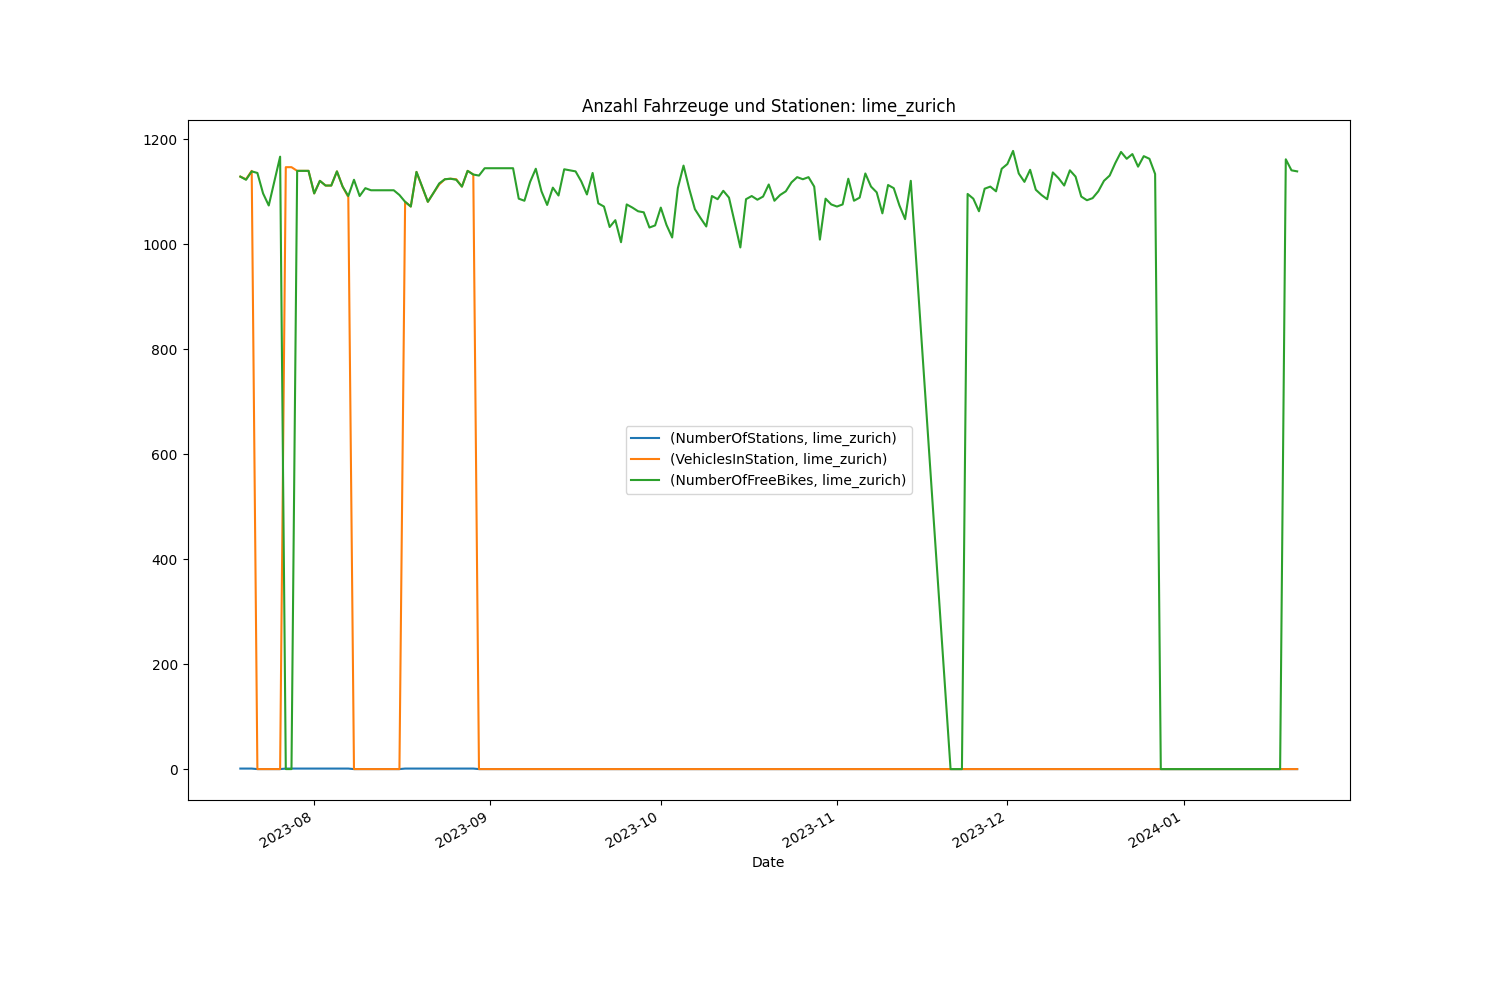 Anzahl Fahrzeuge und Stationen: lime_zurich
1200
1000
800
600
400
200
0
(NumberOfStations, lime_zurich)
(VehiclesInStation, lime_zurich)
(NumberOfFreeBikes, lime_zurich)
2023-08
2023-09
2023-10
2023-11
2023-12
2024-01
Date